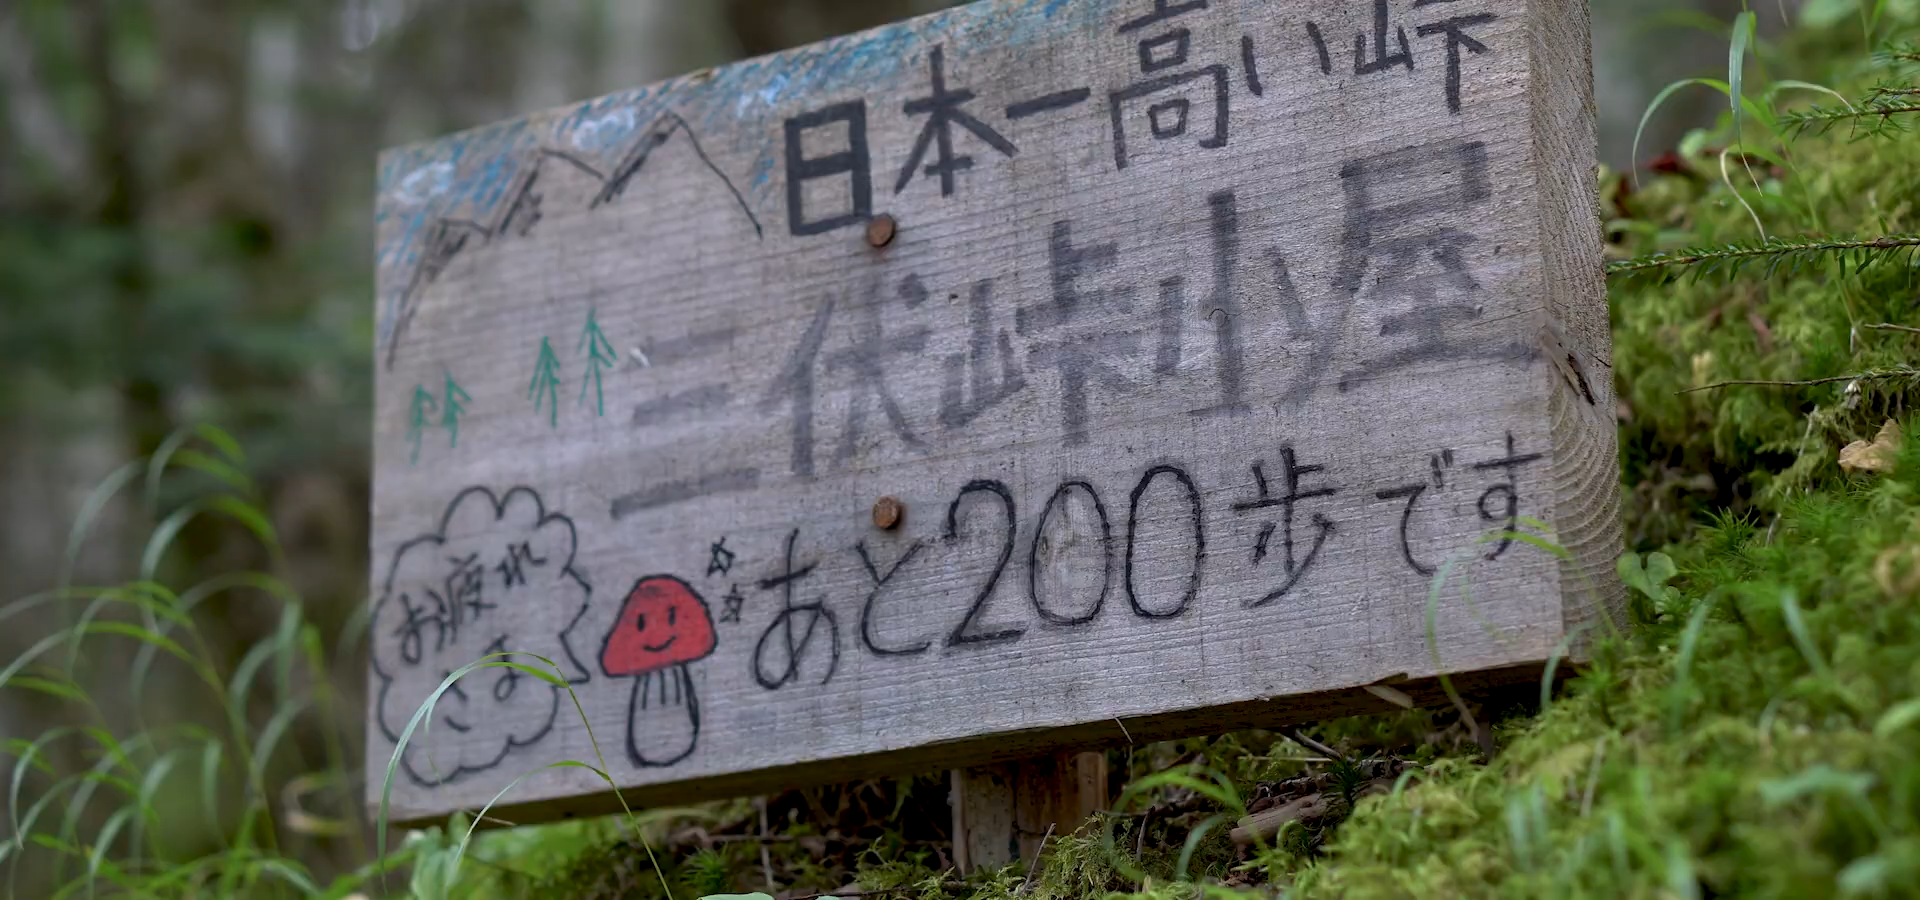 日本一高い峠
三伏峠小屋
あと200歩です
お疲れ
さま